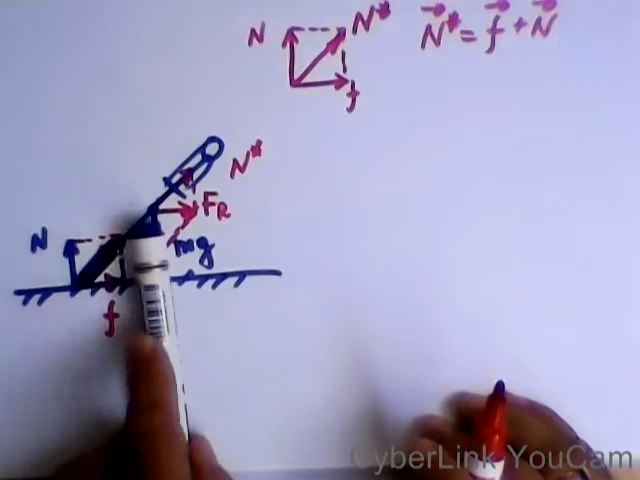 N
N*
N* = f + N
f
N*
F_R
N
mg
f
CyberLink YouCam